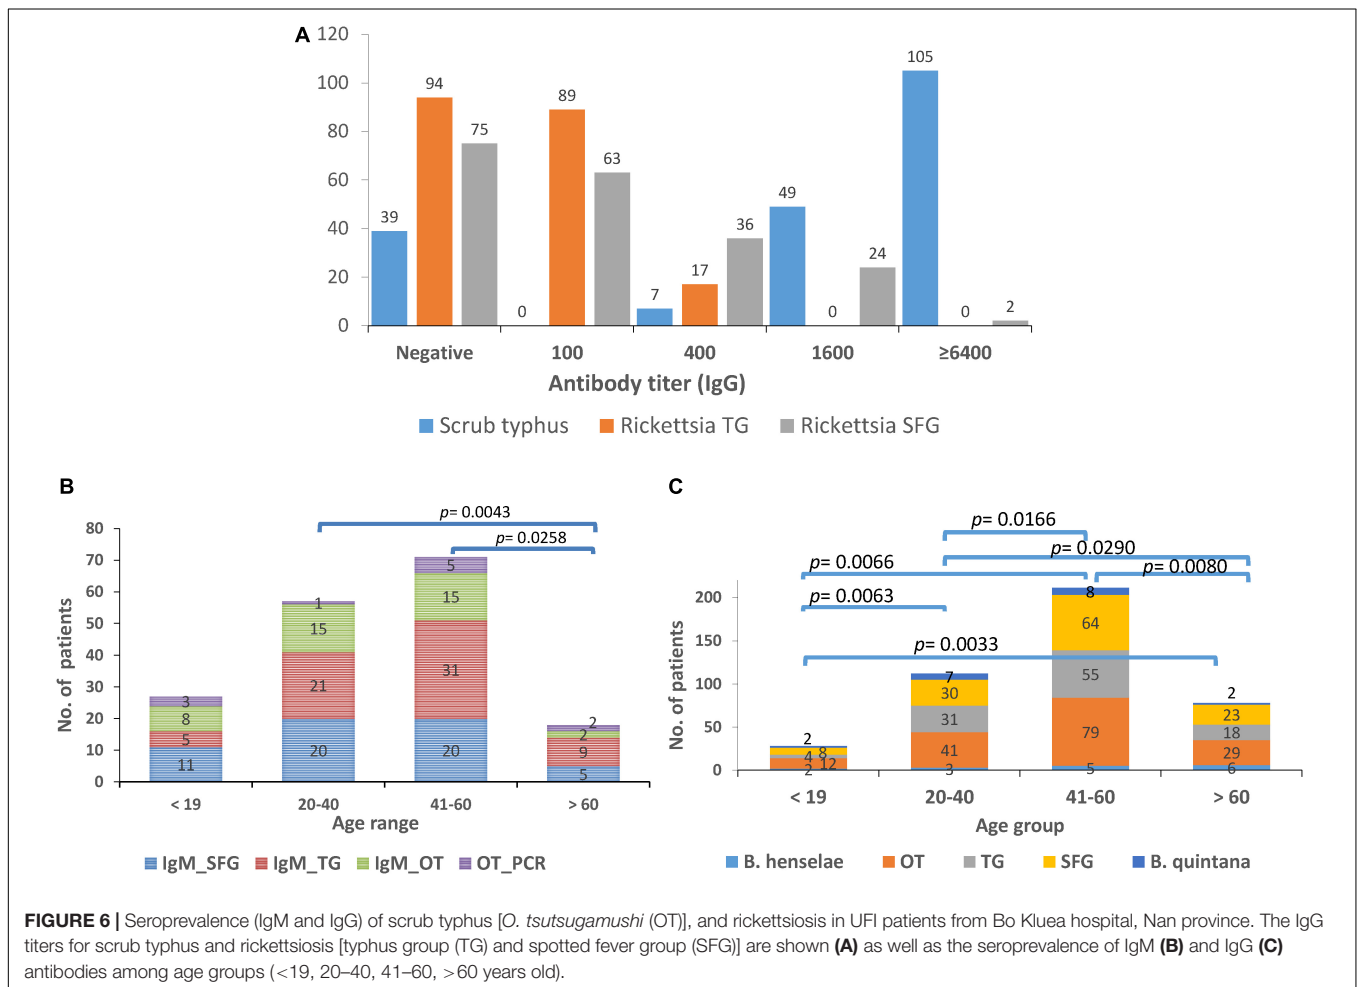 A
120
100
80
60
40
20
0
39 94 75
0 89 63
7 17 36
49 0 24
105 0 2
Negative 100 400 1600 ≥6400
Antibody titer (IgG)
Scrub typhus Rickettsia TG Rickettsia SFG
B
p= 0.0043
p= 0.0258
No. of patients
80
70
60
50
40
30
20
10
0
3 8 5 11
1 15 21 20
5 15 31 20
2 2 9 5
< 19 20-40 41-60 > 60
Age range
IgM_SFG IgM_TG IgM_OT OT_PCR
C
p= 0.0166
p= 0.0290
p= 0.0066
p= 0.0080
p= 0.0063
p= 0.0033
No. of patients
200
150
100
50
0
2 8 4 12 2
7 30 31 41 3
8 64 55 79 5
2 23 18 29 6
< 19 20-40 41-60 > 60
Age group
B. henselae OT TG SFG B. quintana
FIGURE 6 | Seroprevalence (IgM and IgG) of scrub typhus [O. tsutsugamushi (OT)], and rickettsiosis in UFI patients from Bo Kluea hospital, Nan province. The IgG
titers for scrub typhus and rickettsiosis [typhus group (TG) and spotted fever group (SFG)] are shown (A) as well as the seroprevalence of IgM (B) and IgG (C)
antibodies among age groups (<19, 20–40, 41–60, >60 years old).